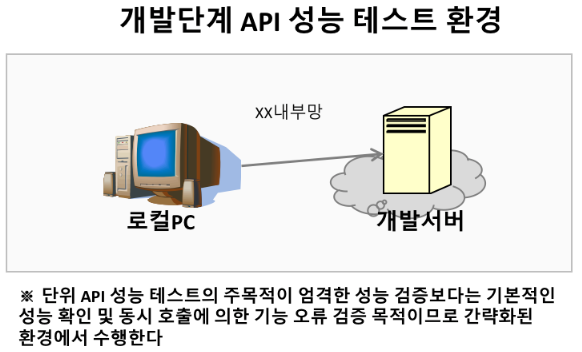 개발단계 API 성능 테스트 환경
xx내부망
로컬PC
개발서버
※ 단위 API 성능 테스트의 주목적이 엄격한 성능 검증보다는 기본적인
성능 확인 및 동시 호출에 의한 기능 오류 검증 목적이므로 간략화된
환경에서 수행한다